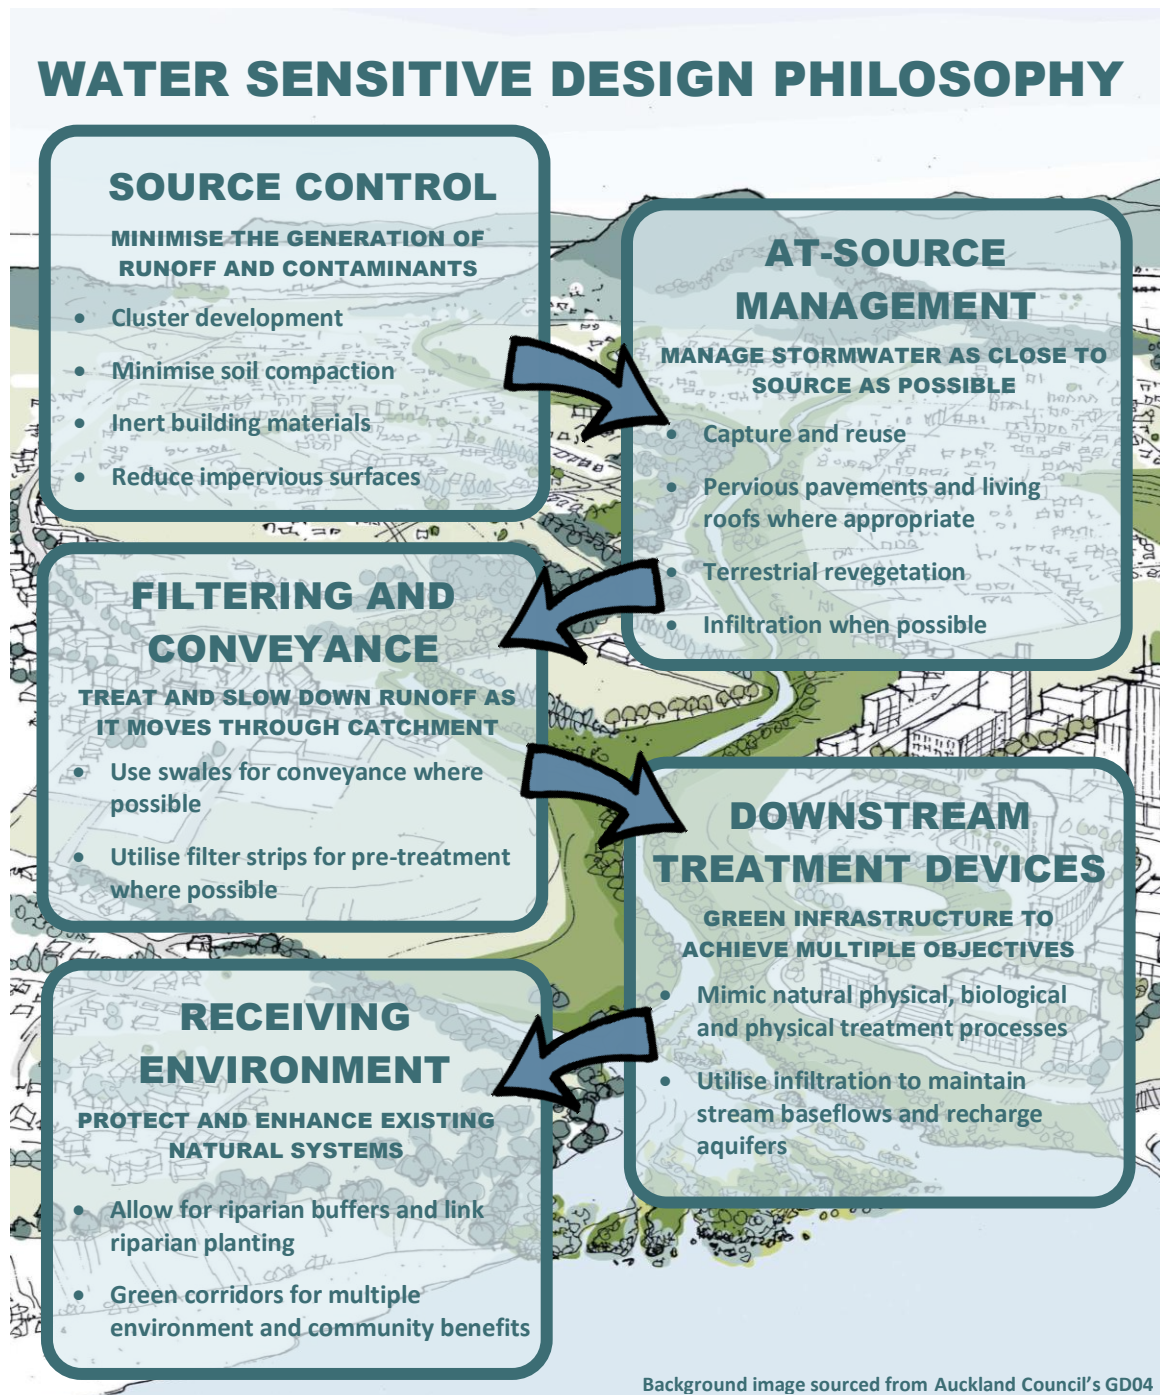 WATER SENSITIVE DESIGN PHILOSOPHY
SOURCE CONTROL
MINIMISE THE GENERATION OF
RUNOFF AND CONTAMINANTS
• Cluster development
• Minimise soil compaction
• Inert building materials
• Reduce impervious surfaces
AT-SOURCE
MANAGEMENT
MANAGE STORMWATER AS CLOSE TO
SOURCE AS POSSIBLE
• Capture and reuse
• Pervious pavements and living
roofs where appropriate
• Terrestrial revegetation
• Infiltration when possible
FILTERING AND
CONVEYANCE
TREAT AND SLOW DOWN RUNOFF AS
IT MOVES THROUGH CATCHMENT
• Use swales for conveyance where
possible
• Utilise filter strips for pre-treatment
where possible
DOWNSTREAM
TREATMENT DEVICES
GREEN INFRASTRUCTURE TO
ACHIEVE MULTIPLE OBJECTIVES
• Mimic natural physical, biological
and physical treatment processes
• Utilise infiltration to maintain
stream baseflows and recharge
aquifers
RECEIVING
ENVIRONMENT
PROTECT AND ENHANCE EXISTING
NATURAL SYSTEMS
• Allow for riparian buffers and link
riparian planting
• Green corridors for multiple
environment and community benefits
Background image sourced from Auckland Council's GD04